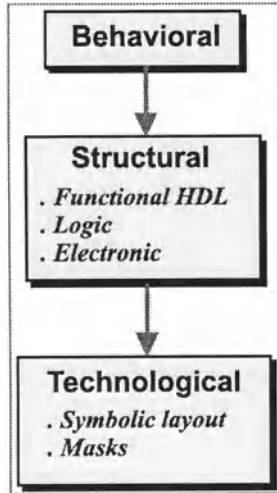 Behavioral
Structural
. Functional HDL
. Logic
. Electronic
Technological
. Symbolic layout
. Masks